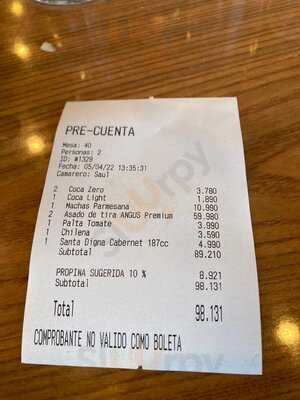 PRE-CUENTA
Mesa: 40
Personas: 2
ID: #1329
Fecha: 05/04/22 13:35:31
Camarero: Saul
2 Coca Zero 3.780
1 Coca Light 1.890
1 Machas Parmesana 10.990
2 Asado de tira ANGUS Premium 59.980
1 Palta Tomate 3.990
1 Chilena 3.590
1 Santa Digna Cabernet 187cc 4.990
Subtotal 89.210
PROPINA SUGERIDA 10 % 8.921
Subtotal 98.131
Total 98.131
COMPROBANTE NO VALIDO COMO BOLETA